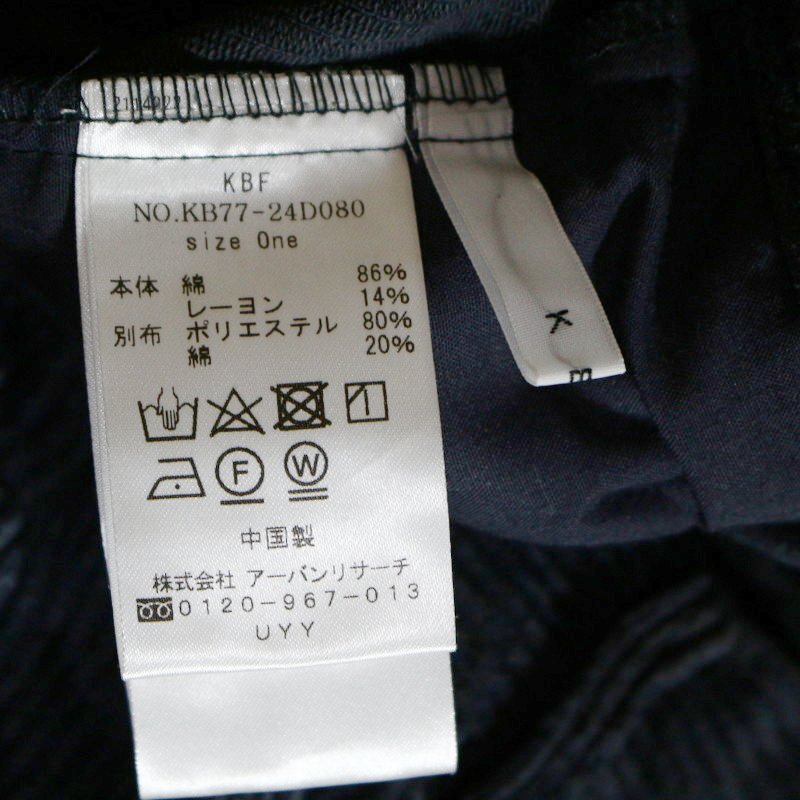 KBF
NO.KB77-24D080
size One
本体 綿 86%
レーヨン 14%
別布 ポリエステル 80%
綿 20%
F W
中国製
株式会社 アーバンリサーチ
0120-967-013
UYY
K
B